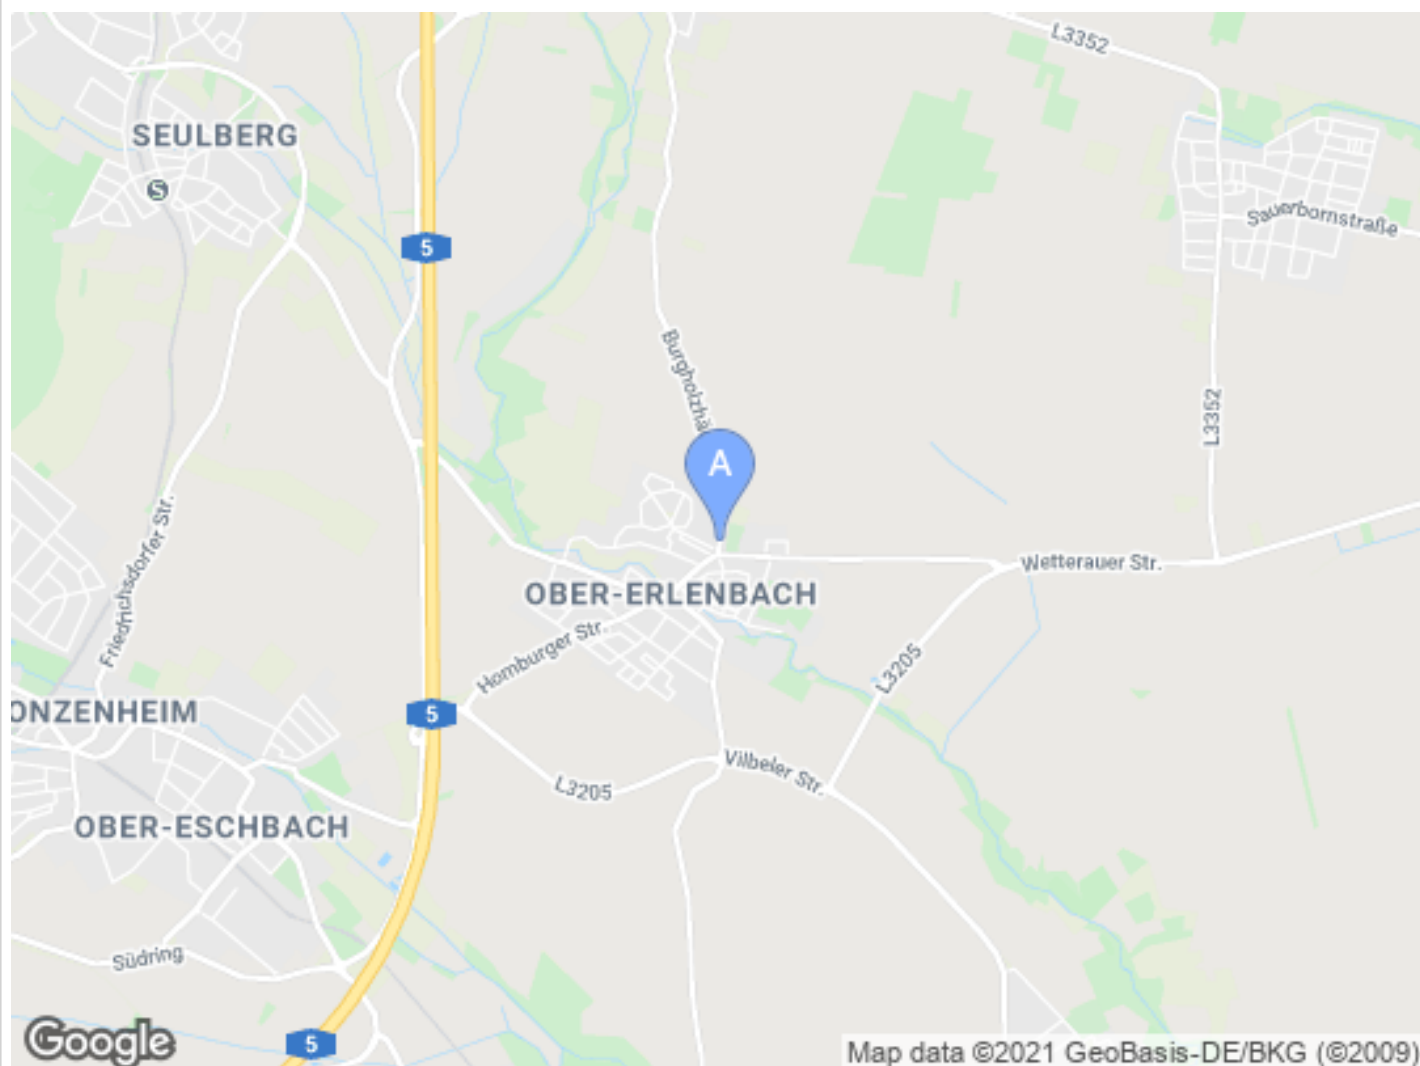 L3352
SEULBERG
S
Sauerbornstraße
5
Burgholzhä
L3352
A
Friedrichsdorfer Str.
Wetterauer Str.
OBER-ERLENBACH
Homburger Str.
L3205
ONZENHEIM
5
Vilbeler Str.
L3205
OBER-ESCHBACH
Südring
Google
5
Map data ©2021 GeoBasis-DE/BKG (©2009)